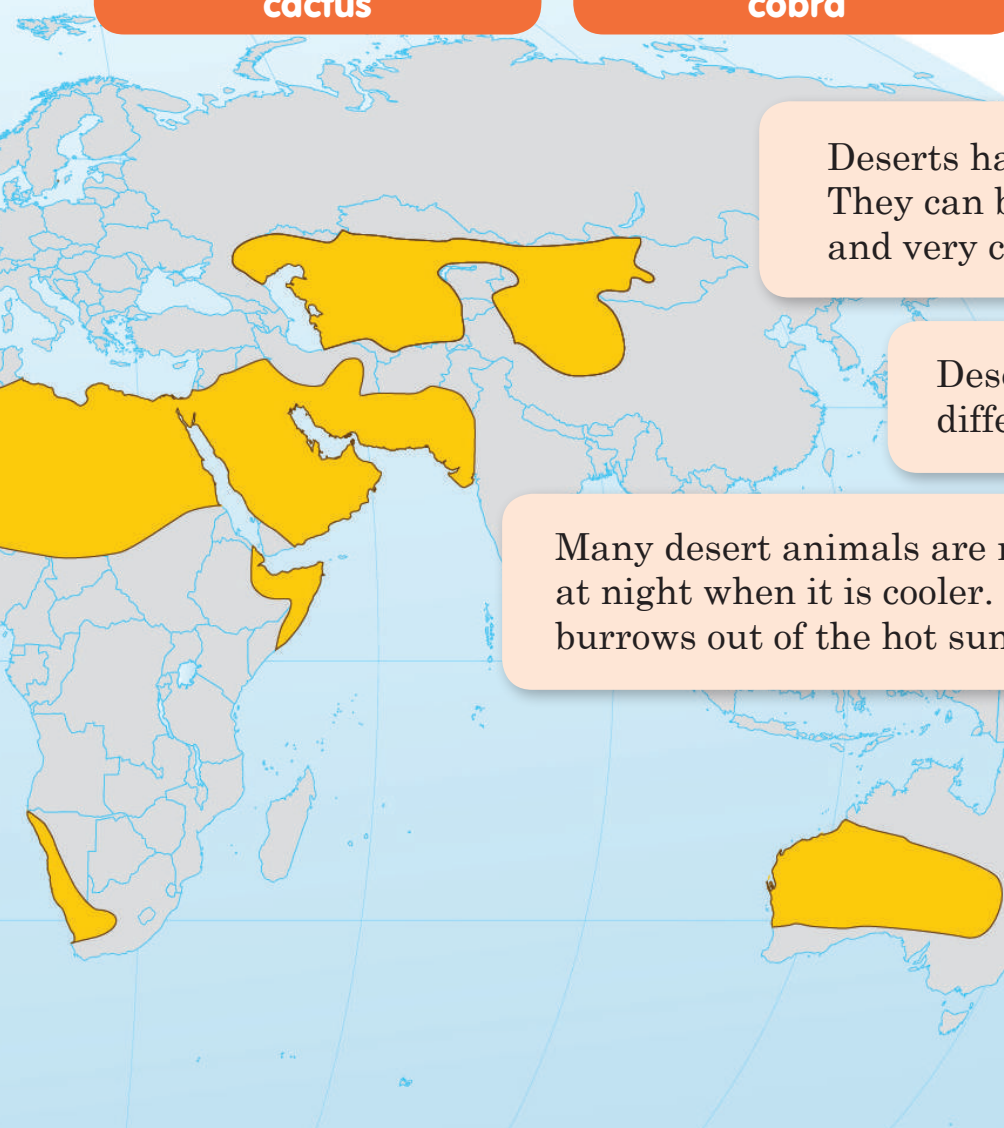 cactus
cobra
Deserts ha
They can b
and very c
Dese
diffe
Many desert animals are n
at night when it is cooler.
burrows out of the hot sun